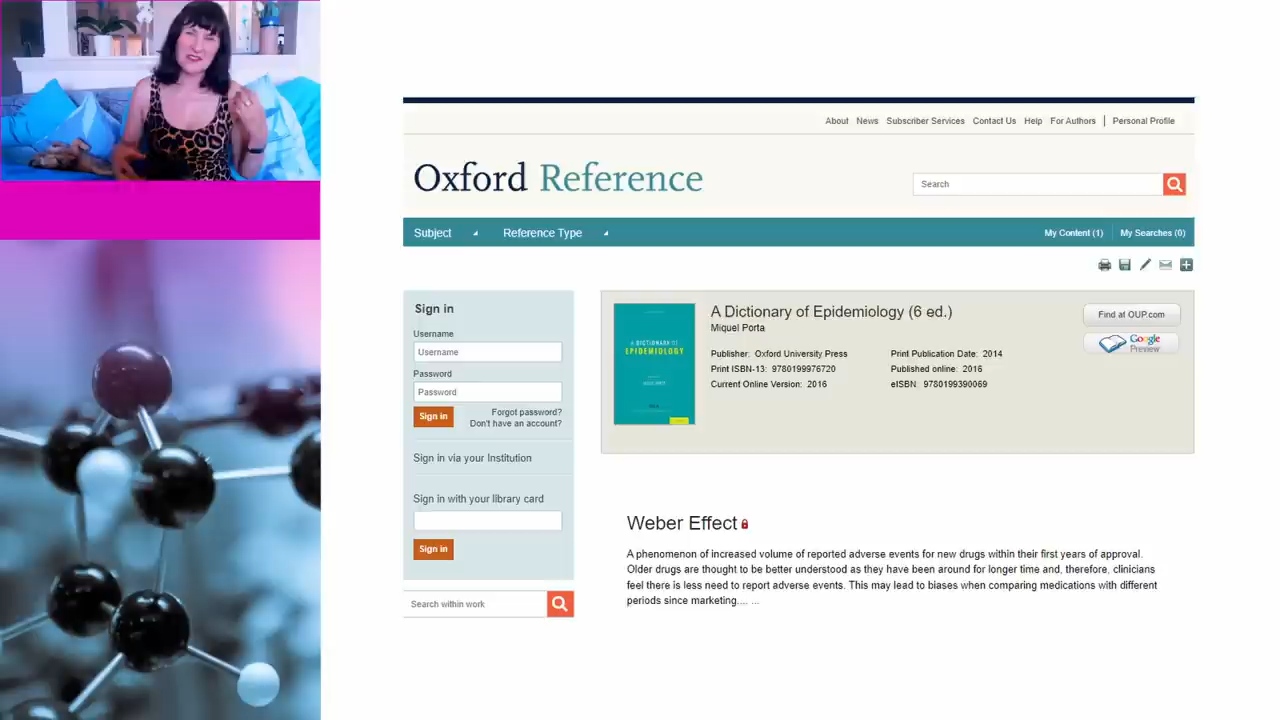 About News Subscriber Services Contact Us Help For Authors | Personal Profile
Oxford Reference
Search
Subject Reference Type My Content (1) My Searches (0)
Sign in
Username
Username
Password
Password
Sign in
Forgot password?
Don't have an account?
Sign in via your Institution
Sign in with your library card
Sign in
Search within work
A DICTIONARY OF
EPIDEMIOLOGY
A Dictionary of Epidemiology (6 ed.)
Miquel Porta
Publisher: Oxford University Press
Print ISBN-13: 9780199976720
Current Online Version: 2016
Print Publication Date: 2014
Published online: 2016
eISBN: 9780199390069
Find at OUP.com
Google
Preview
Weber Effect
A phenomenon of increased volume of reported adverse events for new drugs within their first years of approval.
Older drugs are thought to be better understood as they have been around for longer time and, therefore, clinicians
feel there is less need to report adverse events. This may lead to biases when comparing medications with different
periods since marketing.... ...